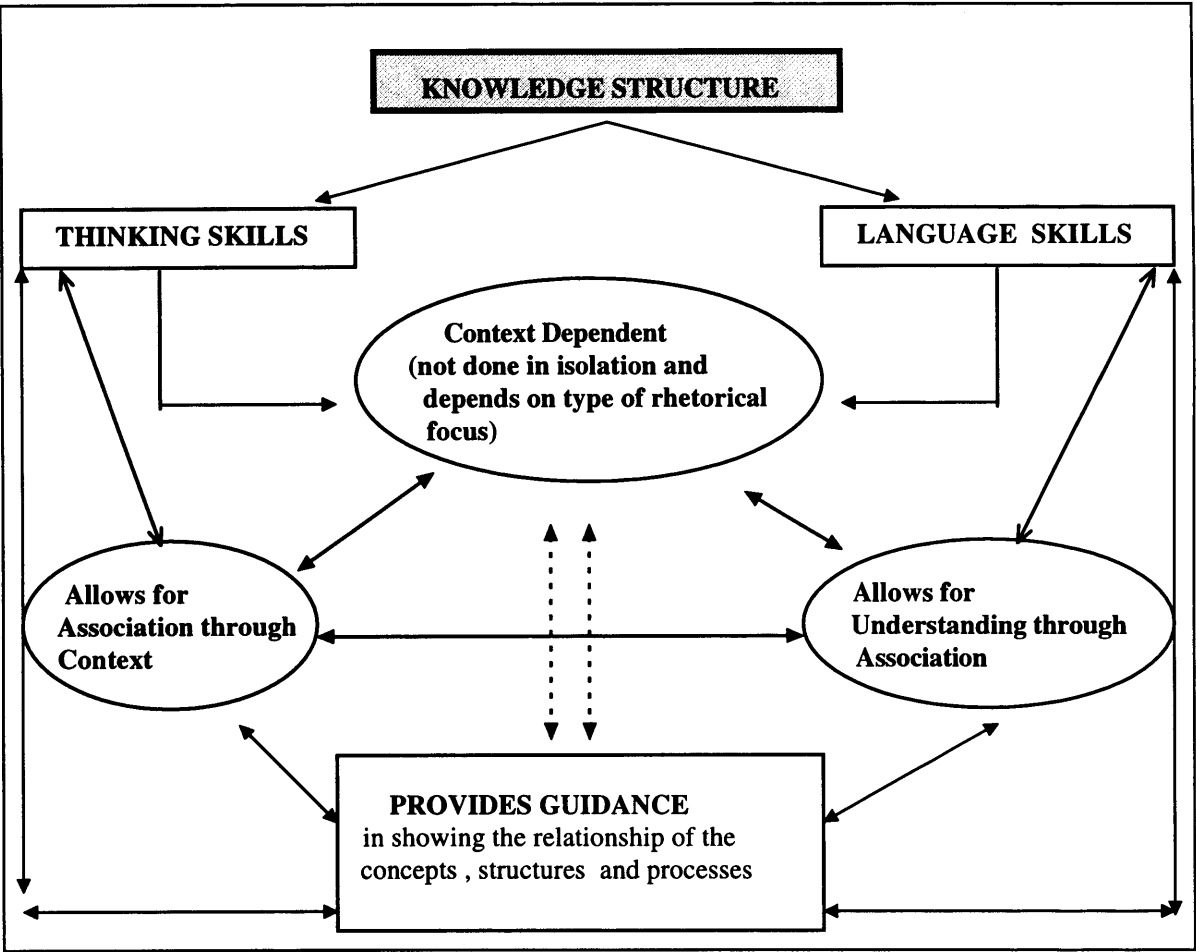 KNOWLEDGE STRUCTURE
THINKING SKILLS
LANGUAGE SKILLS
Context Dependent
(not done in isolation and
depends on type of rhetorical
focus)
Allows for
Association through
Context
Allows for
Understanding through
Association
PROVIDES GUIDANCE
in showing the relationship of the
concepts , structures and processes